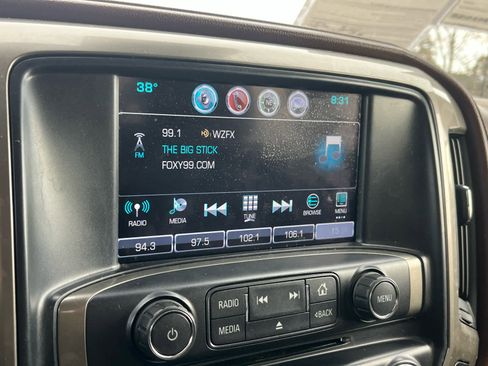 38°
8:31
99.1 WZFX
FM
THE BIG STICK
FOXY99.COM
RADIO MEDIA TUNE BROWSE MENU
94.3 97.5 102.1 106.1
RADIO
MENU
MEDIA BACK